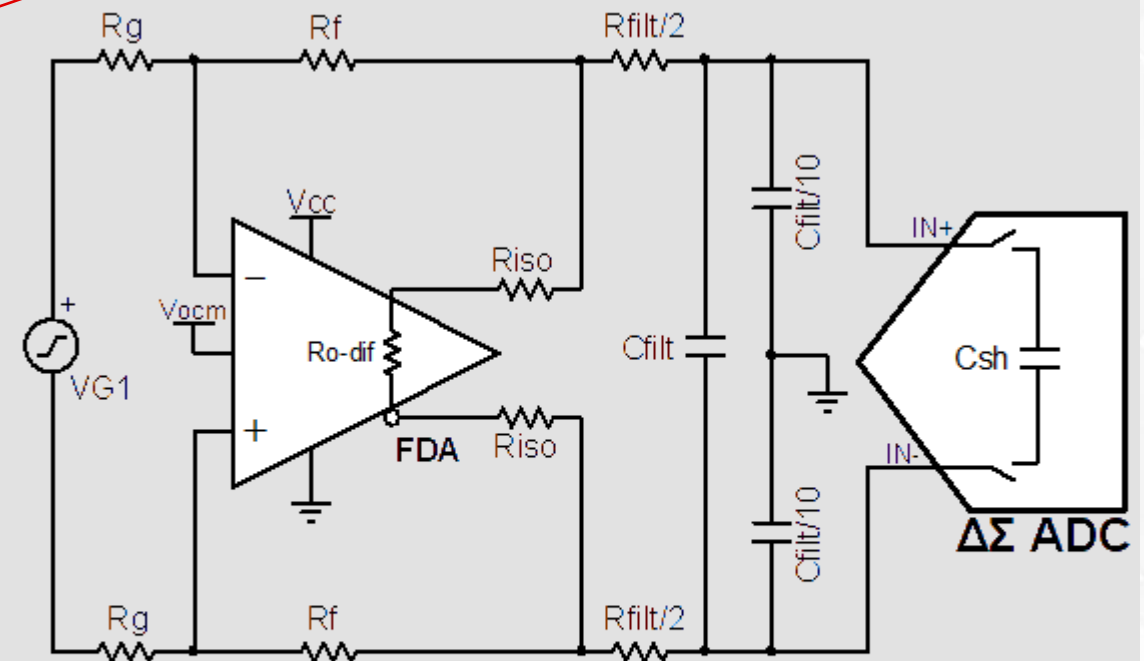 Rg
Rf
Rfilt/2
Vcc
Cfilt/10
IN+
Riso
Vocm
+
−
Ro-dif
Cfilt
Csh
VG1
+
FDA
Riso
IN-
Cfilt/10
ΔΣ ADC
Rg
Rf
Rfilt/2